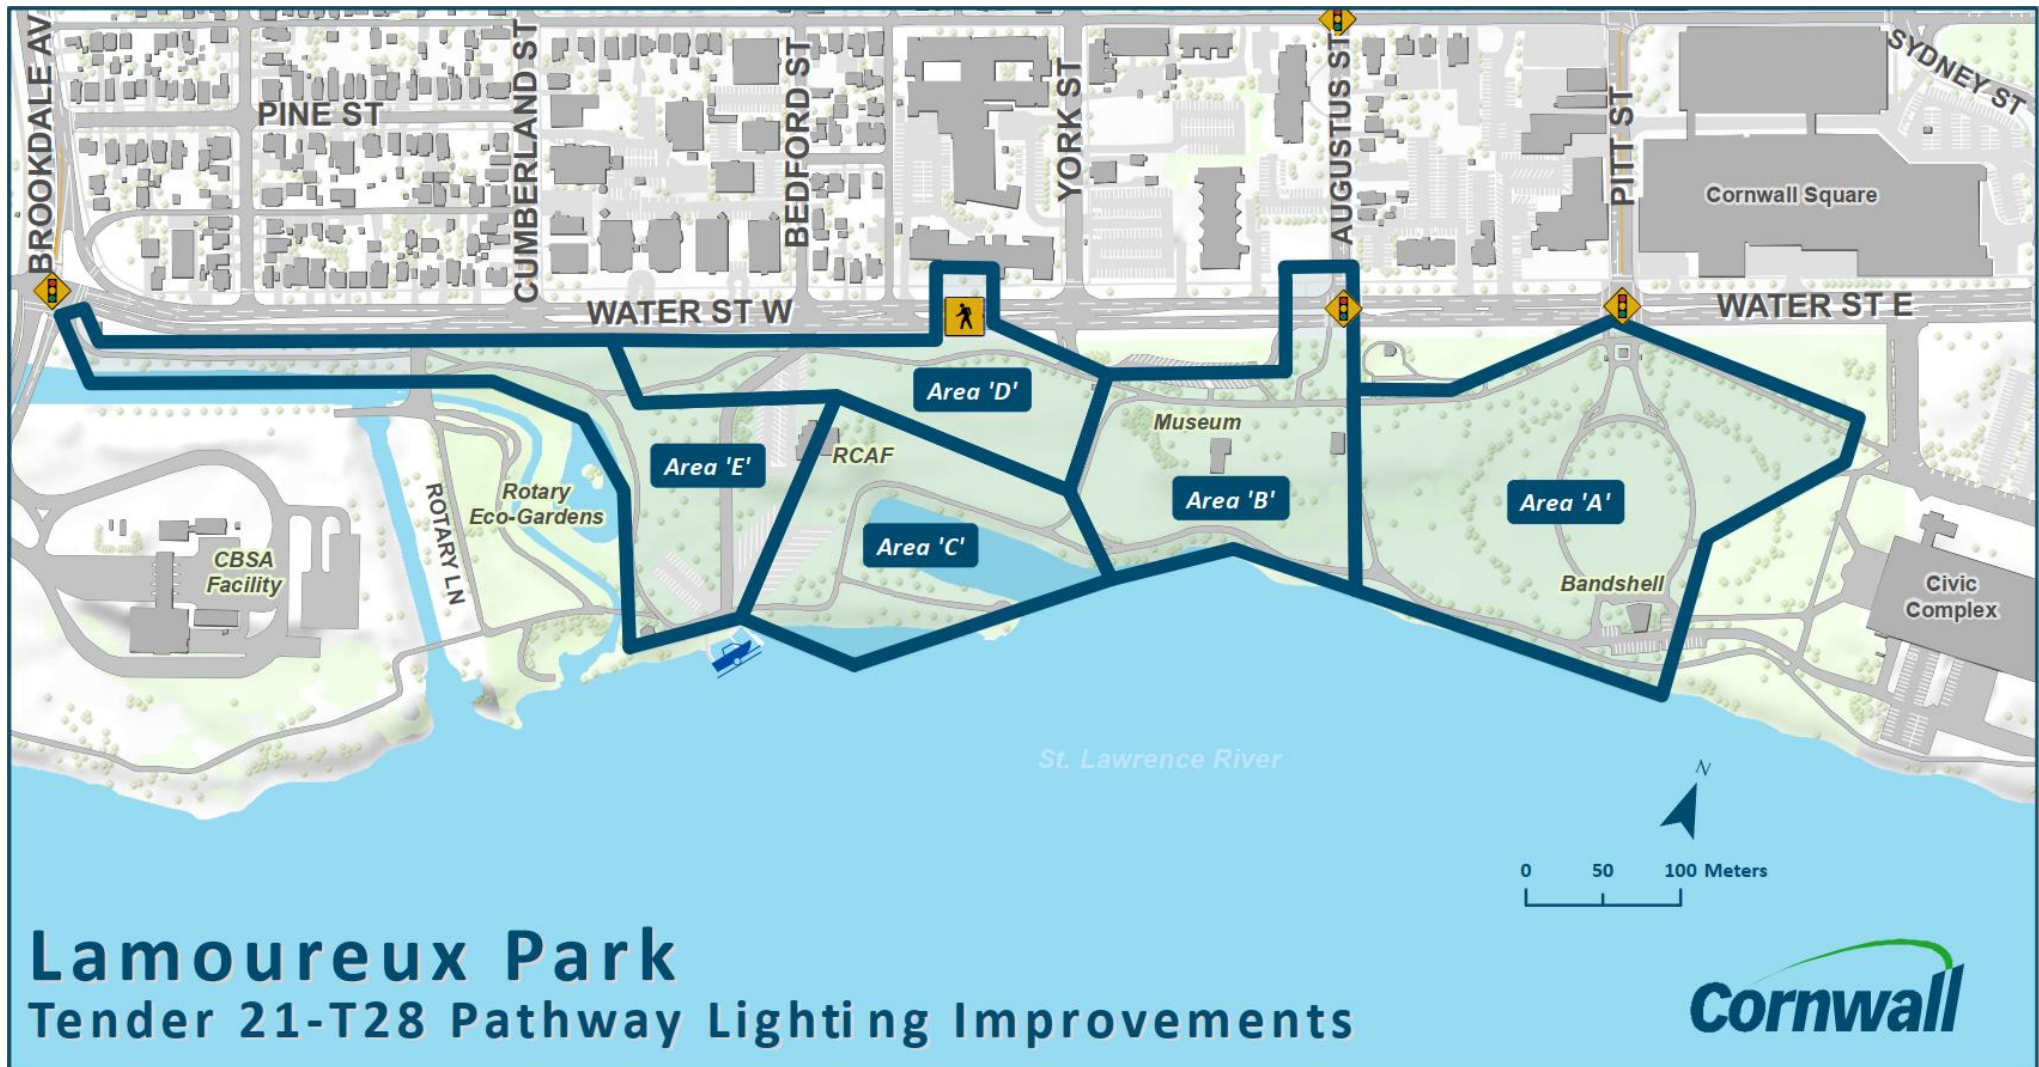 BROOKDALE AV
PINE ST
CUMBERLAND ST
BEDFORD ST
YORK ST
AUGUSTUS ST
PITT ST
SYDNEY ST
Cornwall Square
WATER ST W
WATER ST E
Area 'D'
Museum
RCAF
Area 'E'
Area 'B'
Area 'A'
Rotary
Eco-Gardens
ROTARY LN
Area 'C'
CBSA
Facility
Bandshell
Civic
Complex
St. Lawrence River
N
0 50 100 Meters
Lamoureux Park
Tender 21-T28 Pathway Lighting Improvements
Cornwall